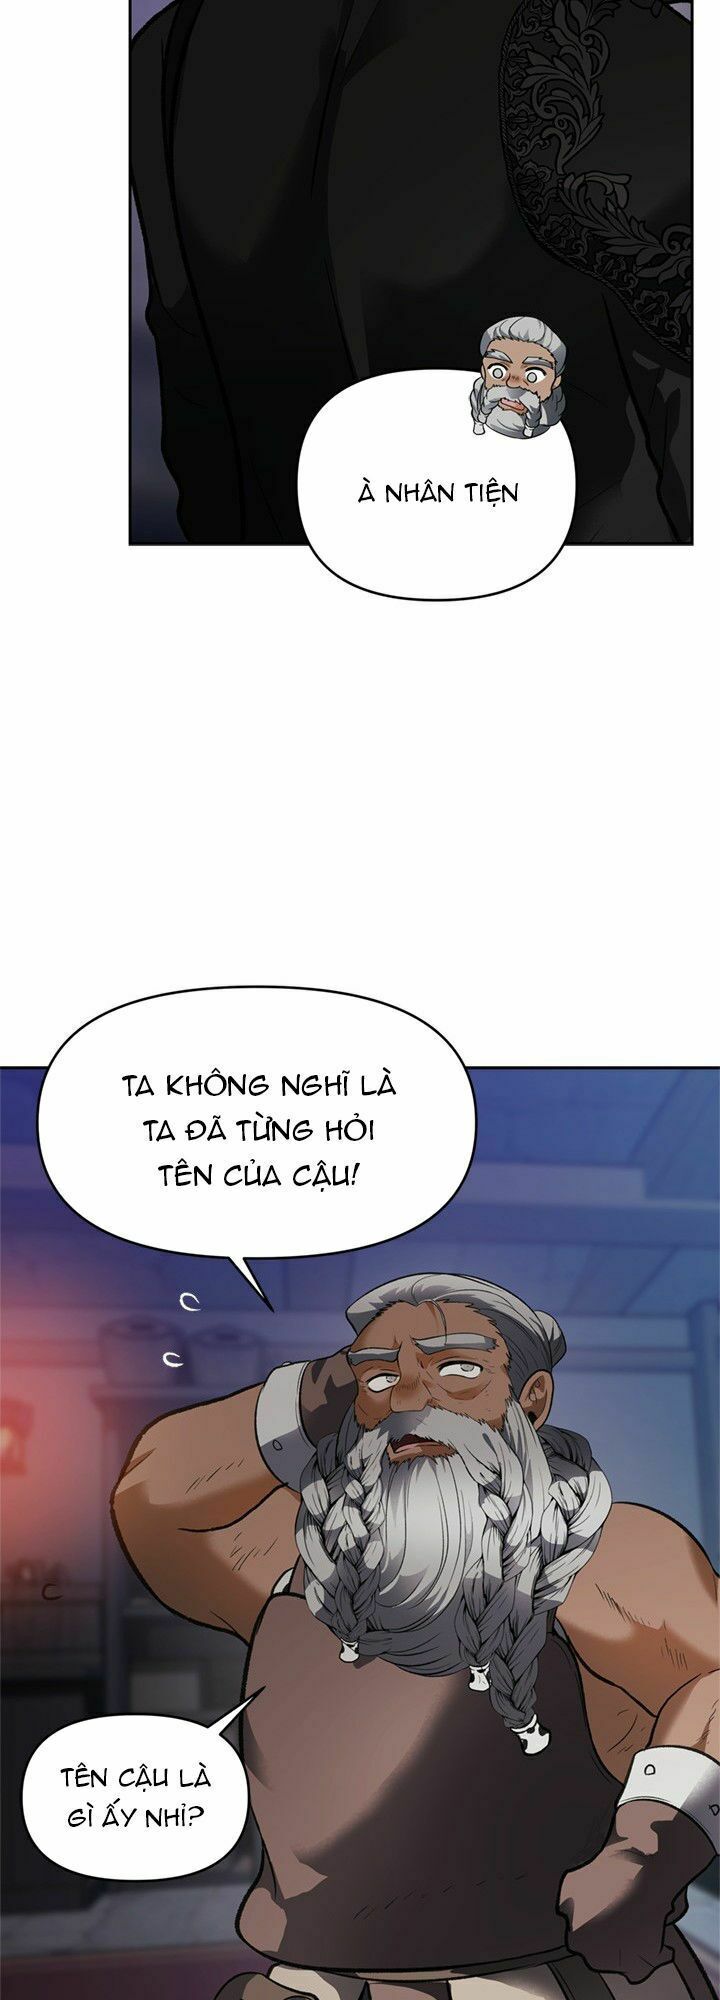 À NHÂN TIỆN
TA KHÔNG NGHĨ LÀ
TA ĐÃ TỪNG HỎI
TÊN CỦA CẬU!
TÊN CẬU LÀ
GÌ ẤY NHỈ?